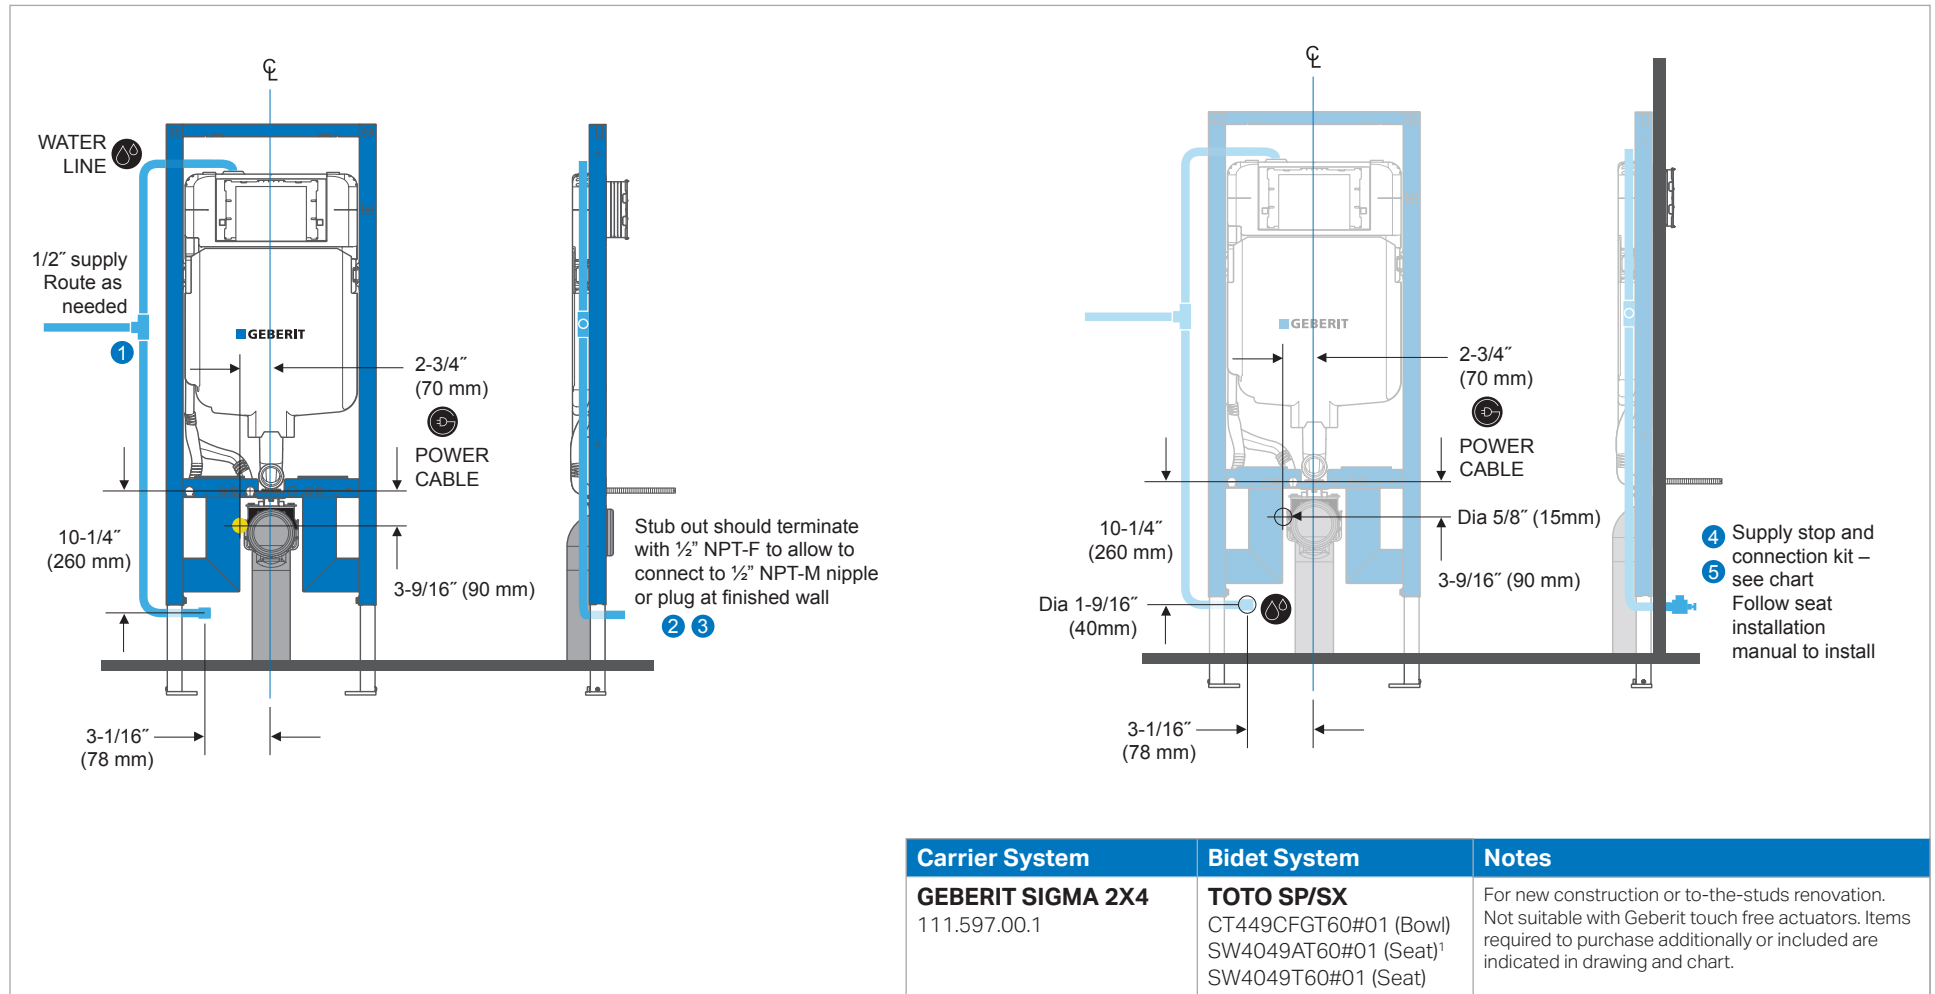 ℄
WATER
LINE
1/2˝ supply
Route as
needed
1
GEBERIT
2-3/4˝
(70 mm)
POWER
CABLE
10-1/4˝
(260 mm)
3-9/16˝ (90 mm)
3-1/16˝
(78 mm)
Stub out should terminate
with ½” NPT-F to allow to
connect to ½” NPT-M nipple
or plug at finished wall
2 3
℄
GEBERIT
2-3/4˝
(70 mm)
POWER
CABLE
Dia 5/8˝ (15mm)
10-1/4˝
(260 mm)
3-9/16˝ (90 mm)
Dia 1-9/16˝
(40mm)
3-1/16˝
(78 mm)
4 Supply stop and
5 connection kit –
see chart
Follow seat
installation
manual to install
Carrier System
Bidet System
Notes
GEBERIT SIGMA 2X4
111.597.00.1
TOTO SP/SX
CT449CFGT60#01 (Bowl)
SW4049AT60#01 (Seat)¹
SW4049T60#01 (Seat)
For new construction or to-the-studs renovation.
Not suitable with Geberit touch free actuators. Items
required to purchase additionally or included are
indicated in drawing and chart.